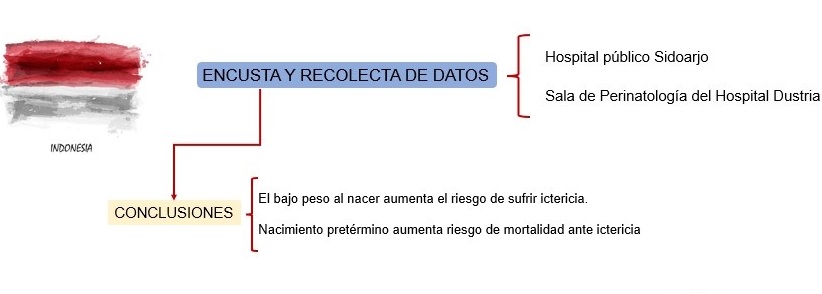 INDONESIA
ENCUSTA Y RECOLECTA DE DATOS
Hospital público Sidoarjo
Sala de Perinatología del Hospital Dustria
CONCLUSIONES
El bajo peso al nacer aumenta el riesgo de sufrir ictericia.
Nacimiento pretérmino aumenta riesgo de mortalidad ante ictericia